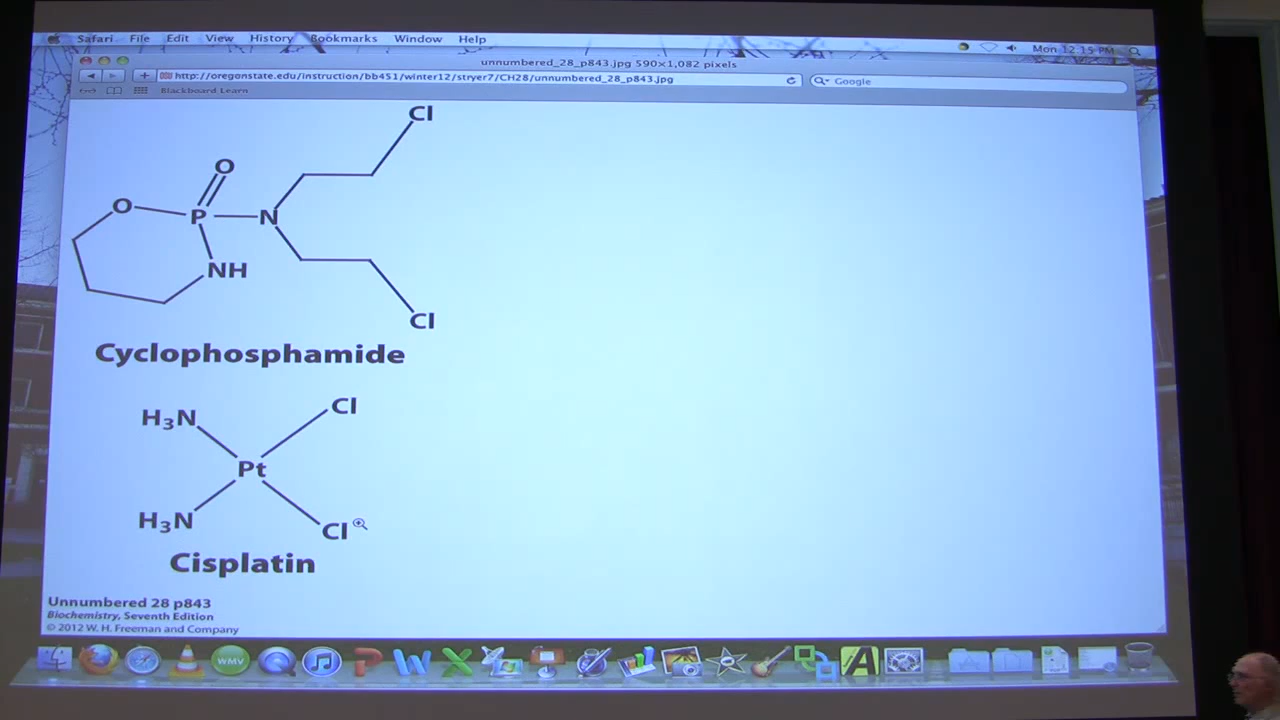 Safari File Edit View History Bookmarks Window Help
Mon 12:15 PM
unnumbered_28_p843.jpg 590×1,082 pixels
http://oregonstate.edu/instruction/bb451/winter12/stryer7/CH28/unnumbered_28_p843.jpg
Google
Blackboard Learn
Cl
O
O P N
NH
Cl
Cyclophosphamide
H3N Cl
Pt
H3N Cl
Cisplatin
Unnumbered 28 p843
Biochemistry, Seventh Edition
© 2012 W. H. Freeman and Company
WMV
P W X
A